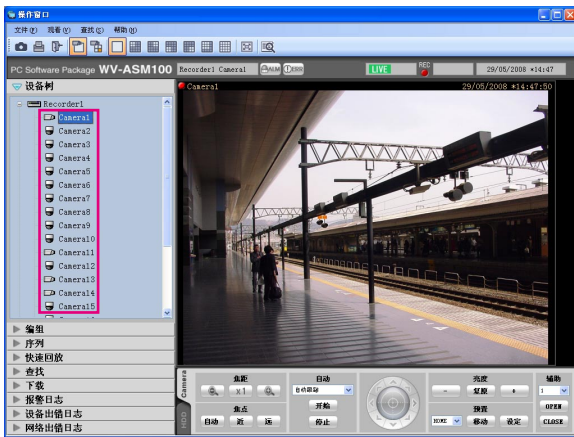 操作窗口
文件(F) 观看(V) 查找(S) 帮助(H)
PC Software Package WV-ASM100
Recorder1 Camera1 ALM ERR LIVE REC 29/05/2008 *14:47
设备树
Camera1 29/05/2008 *14:47:50
Recorder1
Camera1
Camera2
Camera3
Camera4
Camera5
Camera6
Camera7
Camera8
Camera9
Camera10
Camera11
Camera12
Camera13
Camera14
Camera15
编组
序列
快速回放
查找
下载
报警日志
设备出错日志
网络出错日志
Camera
HDD
焦距
x1
焦点
自动 近 远
自动
自动跟踪
开始
停止
亮度
- 复原 +
预置
HOME 移动 设定
辅助
1
OPEN
CLOSE